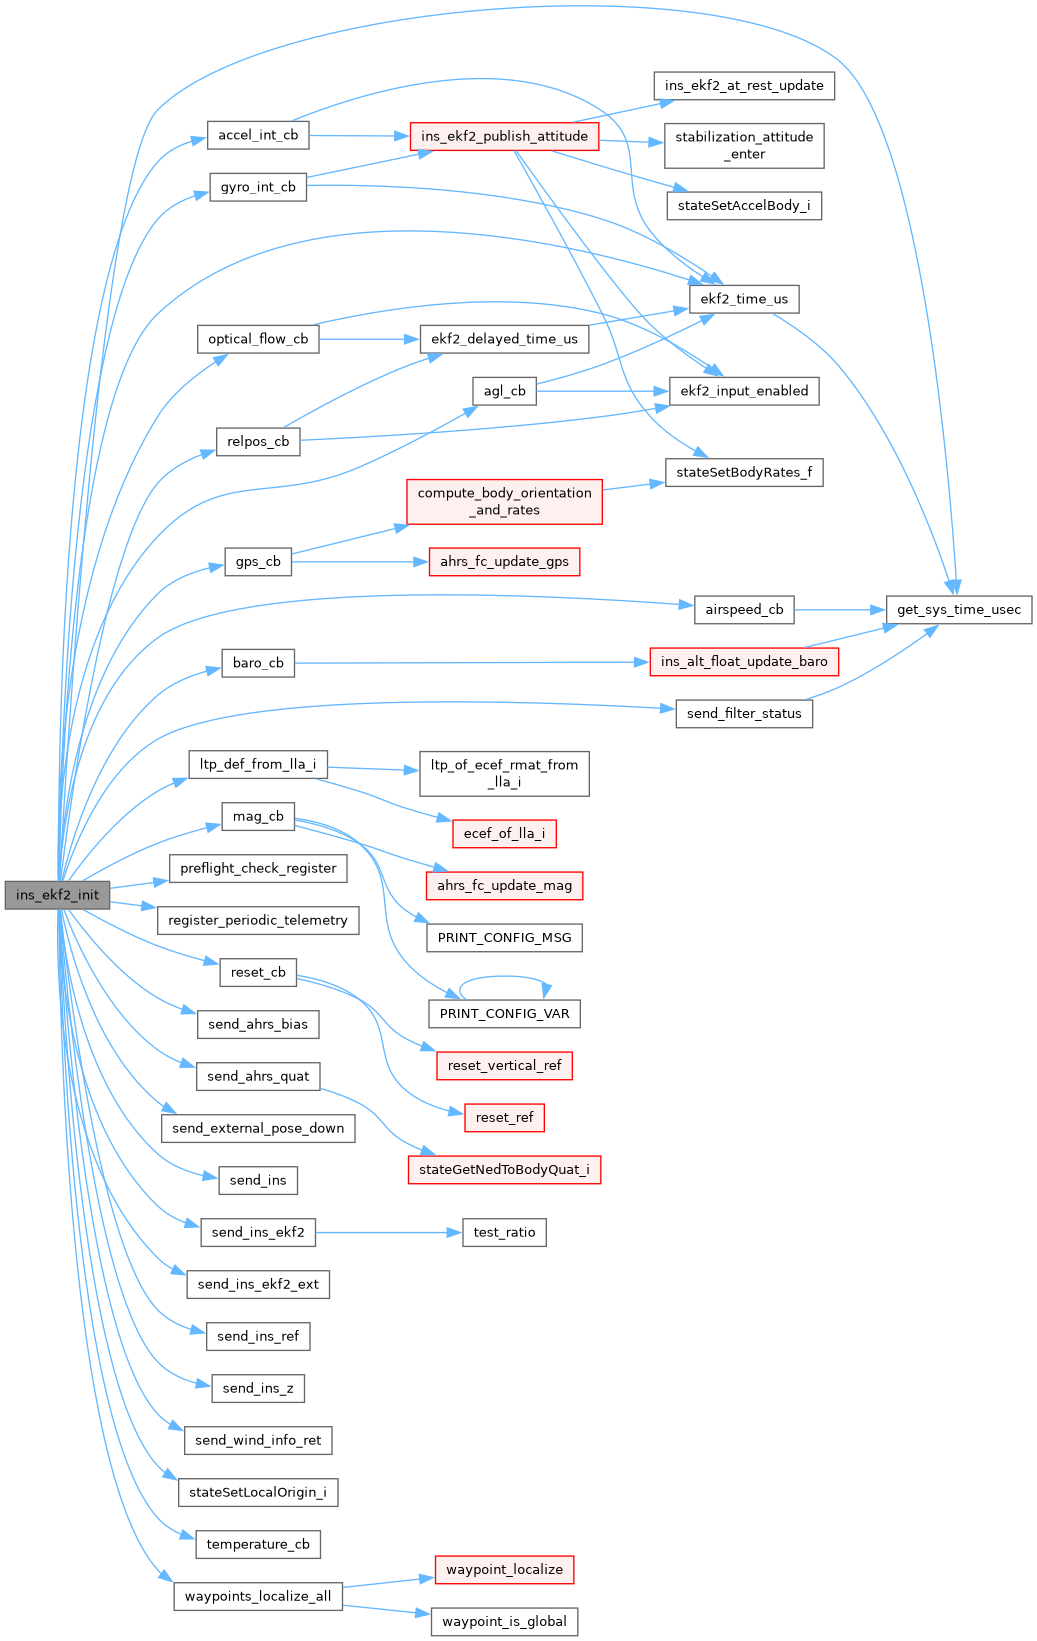 ins_ekf2_at_rest_update
accel_int_cb
ins_ekf2_publish_attitude
stabilization_attitude
_enter
gyro_int_cb
stateSetAccelBody_i
ekf2_time_us
optical_flow_cb
ekf2_delayed_time_us
agl_cb
ekf2_input_enabled
relpos_cb
stateSetBodyRates_f
compute_body_orientation
_and_rates
gps_cb
ahrs_fc_update_gps
airspeed_cb
get_sys_time_usec
baro_cb
ins_alt_float_update_baro
send_filter_status
ltp_def_from_lla_i
ltp_of_ecef_rmat_from
_lla_i
mag_cb
ecef_of_lla_i
preflight_check_register
ahrs_fc_update_mag
ins_ekf2_init
register_periodic_telemetry
PRINT_CONFIG_MSG
reset_cb
PRINT_CONFIG_VAR
send_ahrs_bias
reset_vertical_ref
send_ahrs_quat
reset_ref
send_external_pose_down
stateGetNedToBodyQuat_i
send_ins
send_ins_ekf2
test_ratio
send_ins_ekf2_ext
send_ins_ref
send_ins_z
send_wind_info_ret
stateSetLocalOrigin_i
temperature_cb
waypoint_localize
waypoints_localize_all
waypoint_is_global